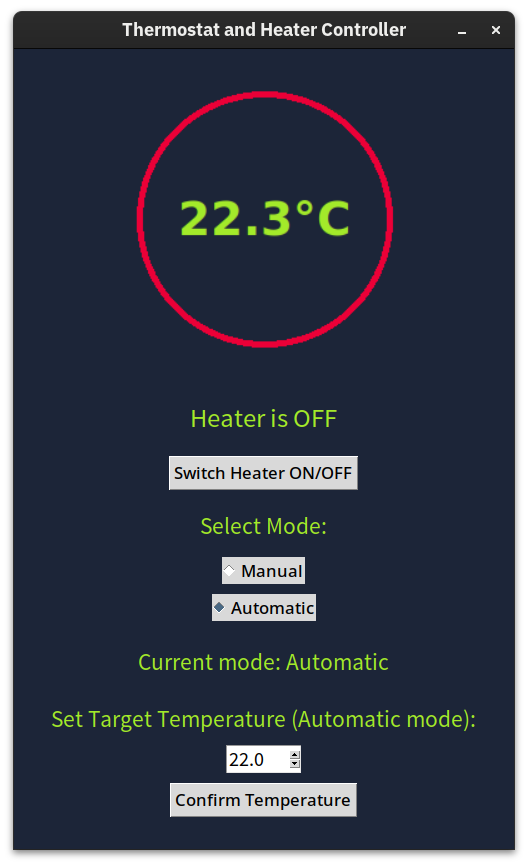 Thermostat and Heater Controller
22.3°C
Heater is OFF
Switch Heater ON/OFF
Select Mode:
Manual
Automatic
Current mode: Automatic
Set Target Temperature (Automatic mode):
22.0
Confirm Temperature